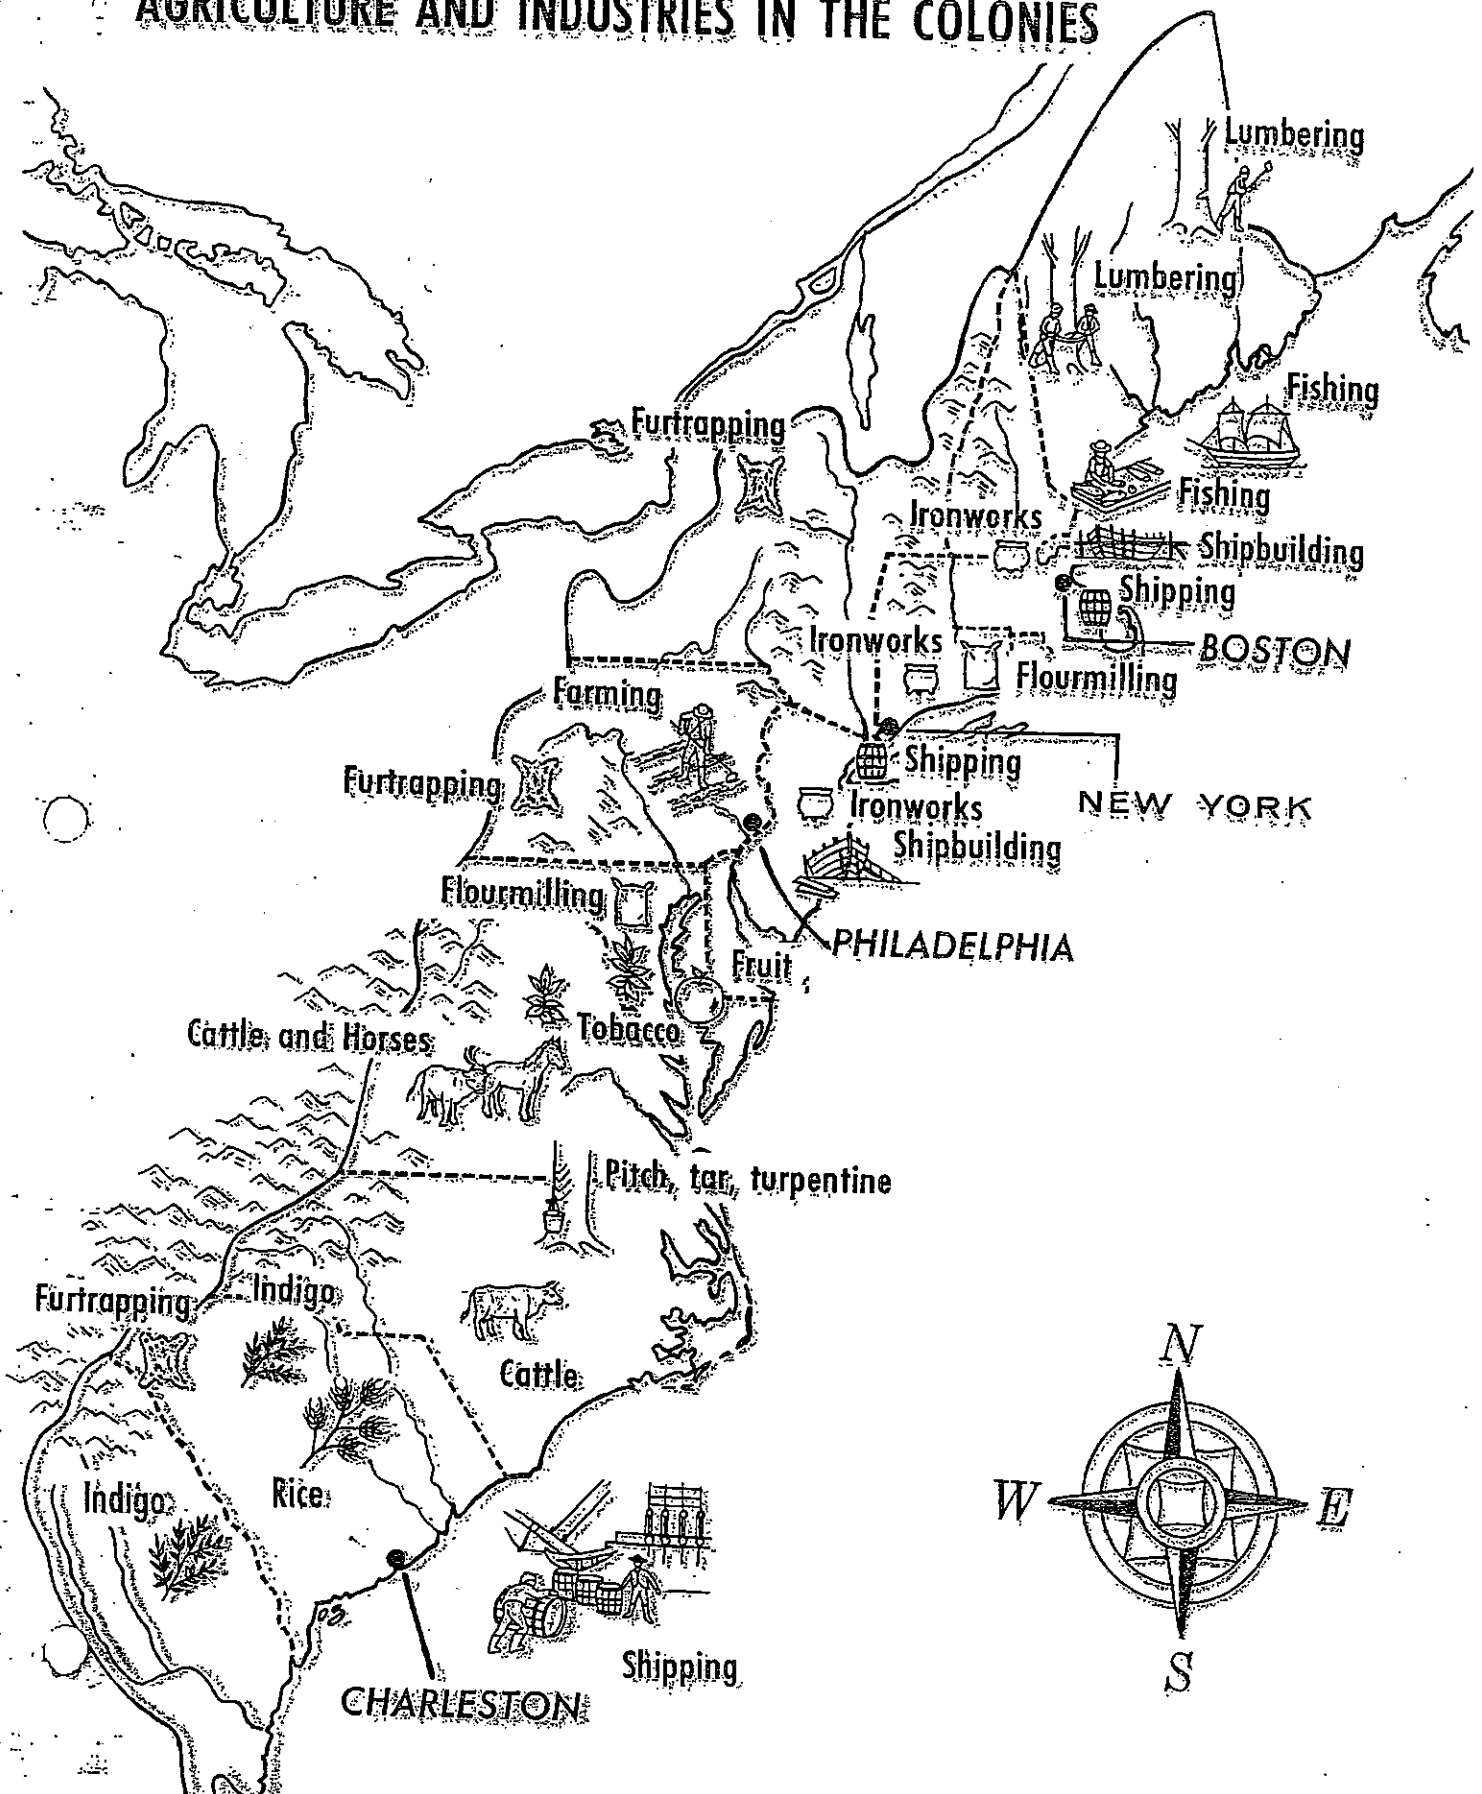 AGRICULTURE AND INDUSTRIES IN THE COLONIES
Lumbering
Lumbering
Fishing
Furtrapping
Fishing
Ironworks
Shipbuilding
Shipping
Ironworks
BOSTON
Flourmilling
Farming
Shipping
Furtrapping
Ironworks
NEW YORK
Shipbuilding
Flourmilling
PHILADELPHIA
Fruit
Cattle and Horses
Tobacco
Pitch, tar, turpentine
Furtrapping
Indigo
Cattle
N
Indigo
Rice
W
E
Shipping
S
CHARLESTON